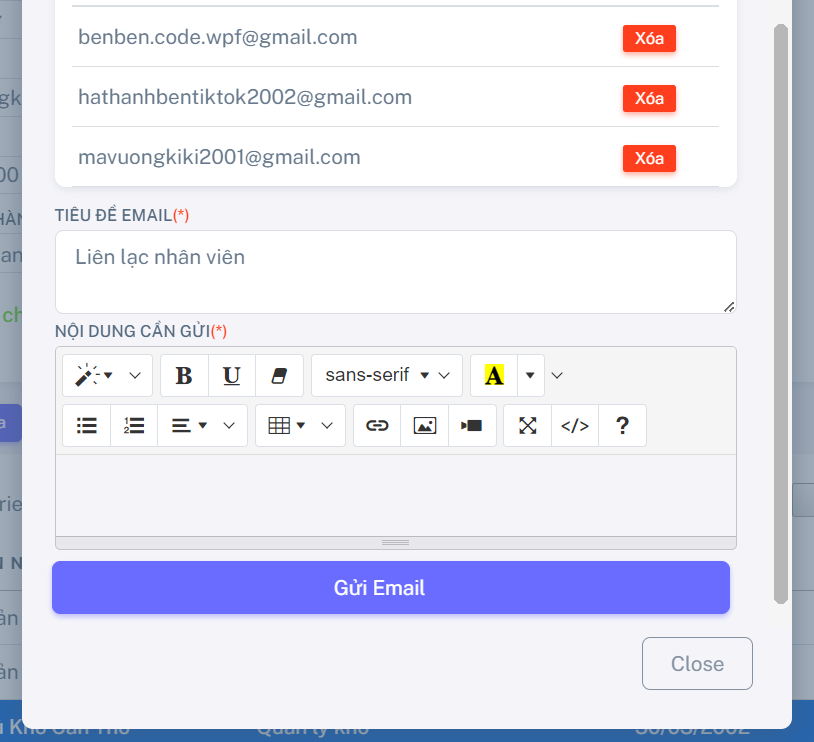 benben.code.wpf@gmail.com Xóa
hathanhbentiktok2002@gmail.com Xóa
mavuongkiki2001@gmail.com Xóa
TIÊU ĐỀ EMAIL(*)
Liên lạc nhân viên
NỘI DUNG CẦN GỬI(*)
B U sans-serif A
</> ?
Gửi Email
Close